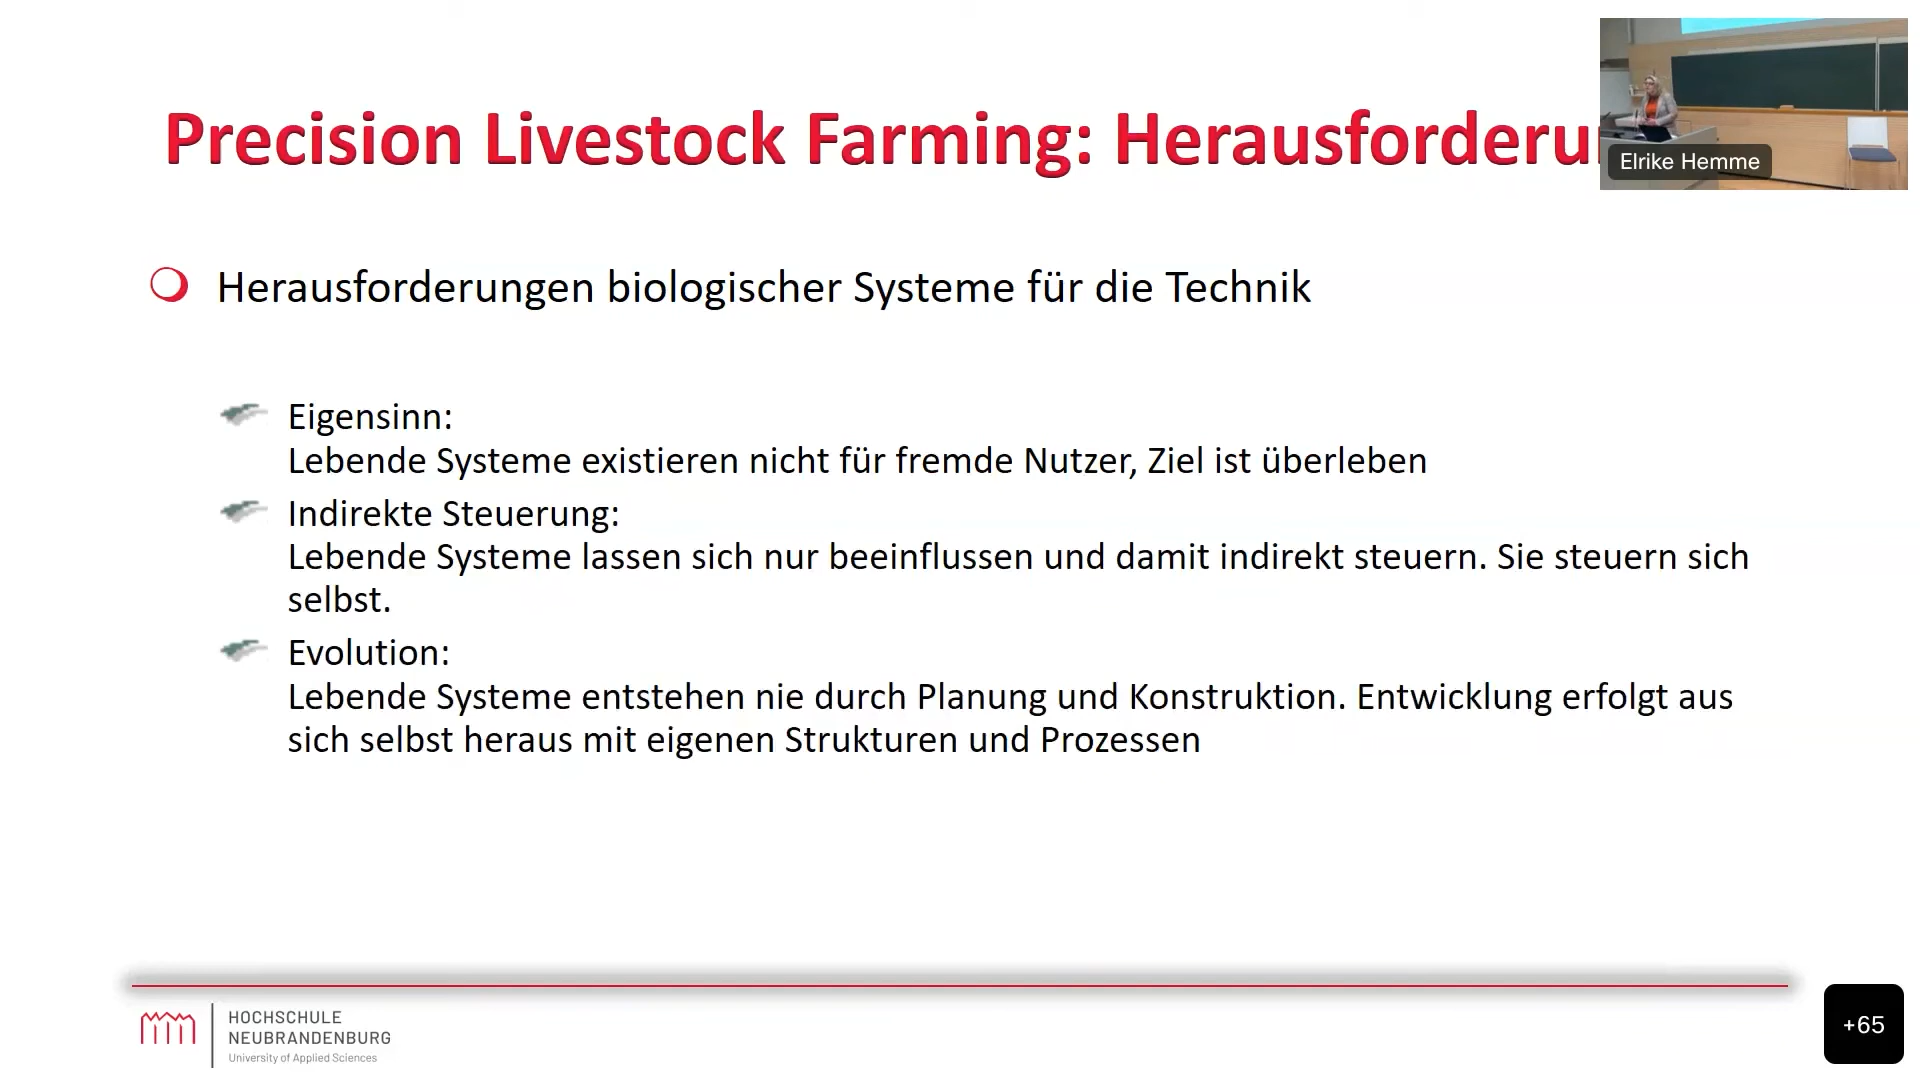 Precision Livestock Farming: Herausforderu
Elrike Hemme
Herausforderungen biologischer Systeme für die Technik
Eigensinn:
Lebende Systeme existieren nicht für fremde Nutzer, Ziel ist überleben
Indirekte Steuerung:
Lebende Systeme lassen sich nur beeinflussen und damit indirekt steuern. Sie steuern sich
selbst.
Evolution:
Lebende Systeme entstehen nie durch Planung und Konstruktion. Entwicklung erfolgt aus
sich selbst heraus mit eigenen Strukturen und Prozessen
HOCHSCHULE
NEUBRANDENBURG
University of Applied Sciences
+65